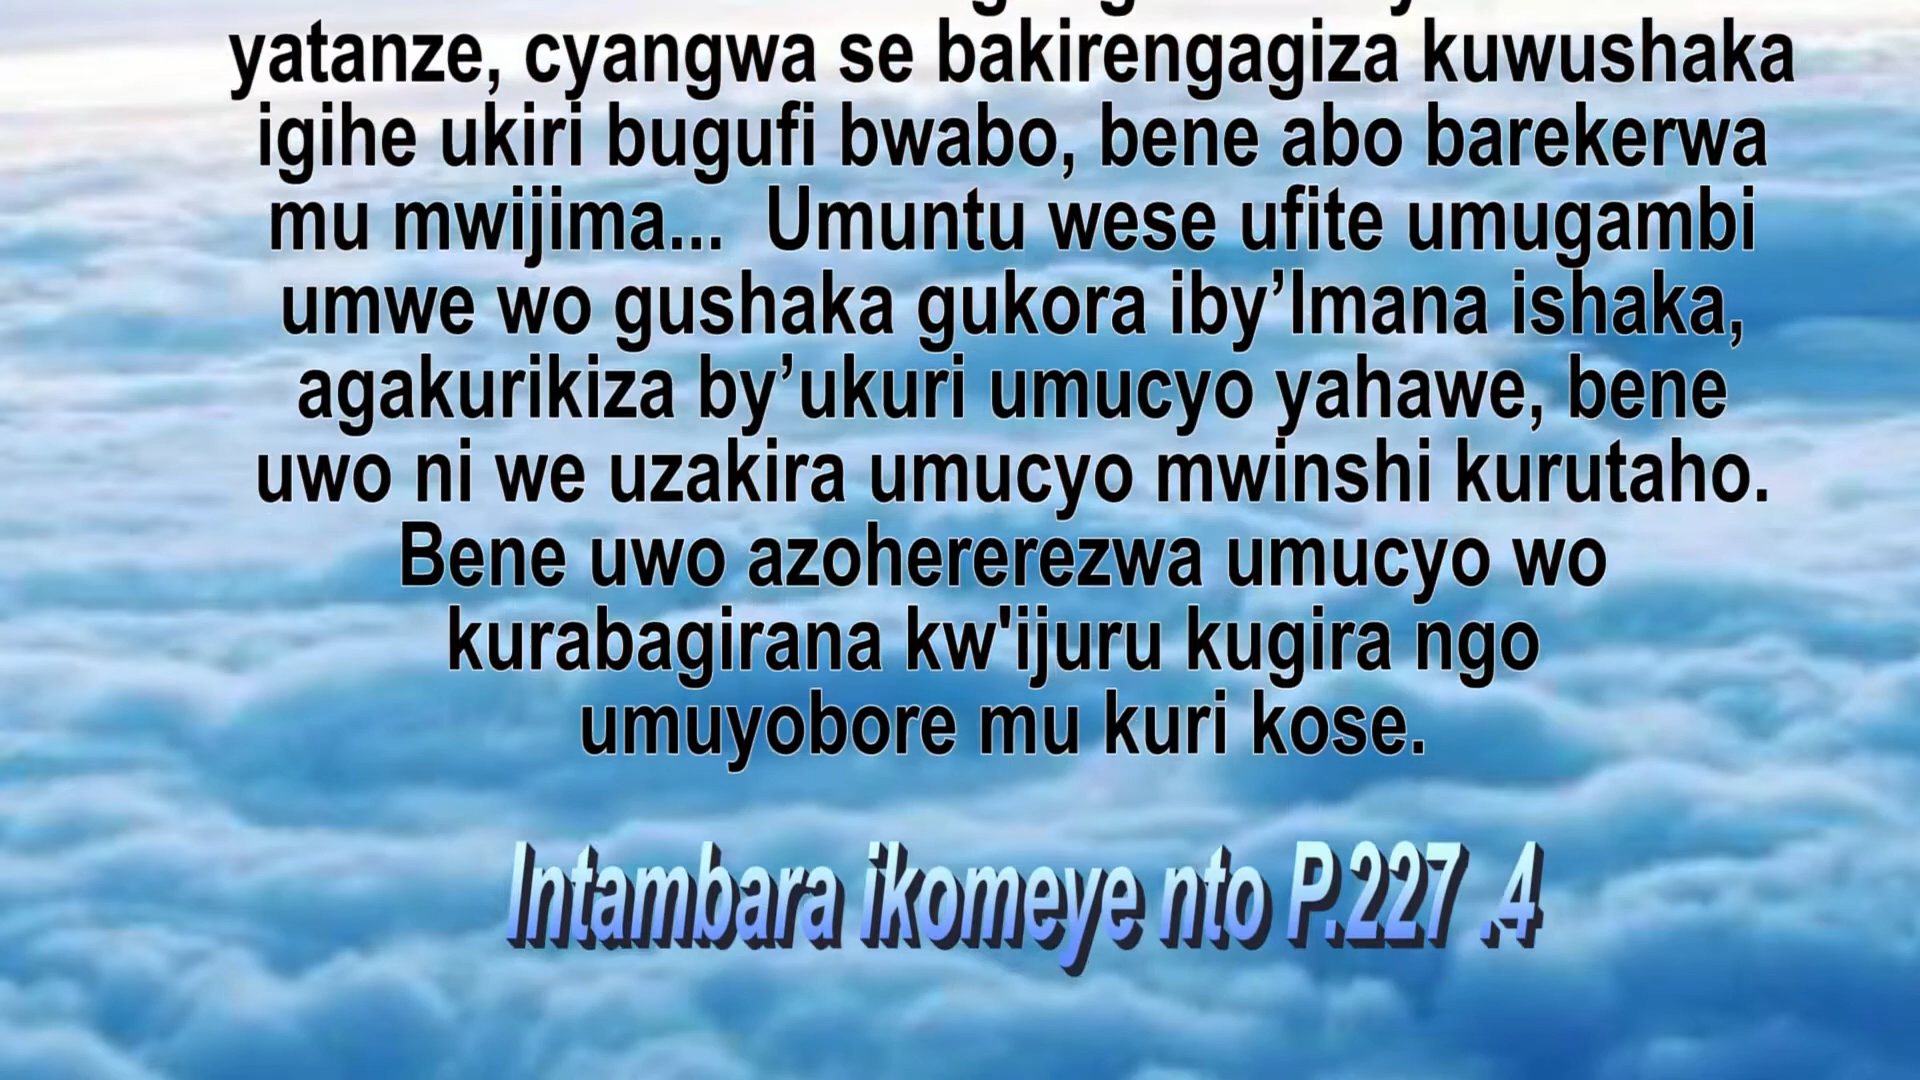 yatanze, cyangwa se bakirengagiza kuwushaka
igihe ukiri bugufi bwabo, bene abo barekerwa
mu mwijima... Umuntu wese ufite umugambi
umwe wo gushaka gukora iby’Imana ishaka,
agakurikiza by’ukuri umucyo yahawe, bene
uwo ni we uzakira umucyo mwinshi kurutaho.
Bene uwo azohererezwa umucyo wo
kurabagirana kw'ijuru kugira ngo
umuyobore mu kuri kose.
Intambara ikomeye nto P.227 .4